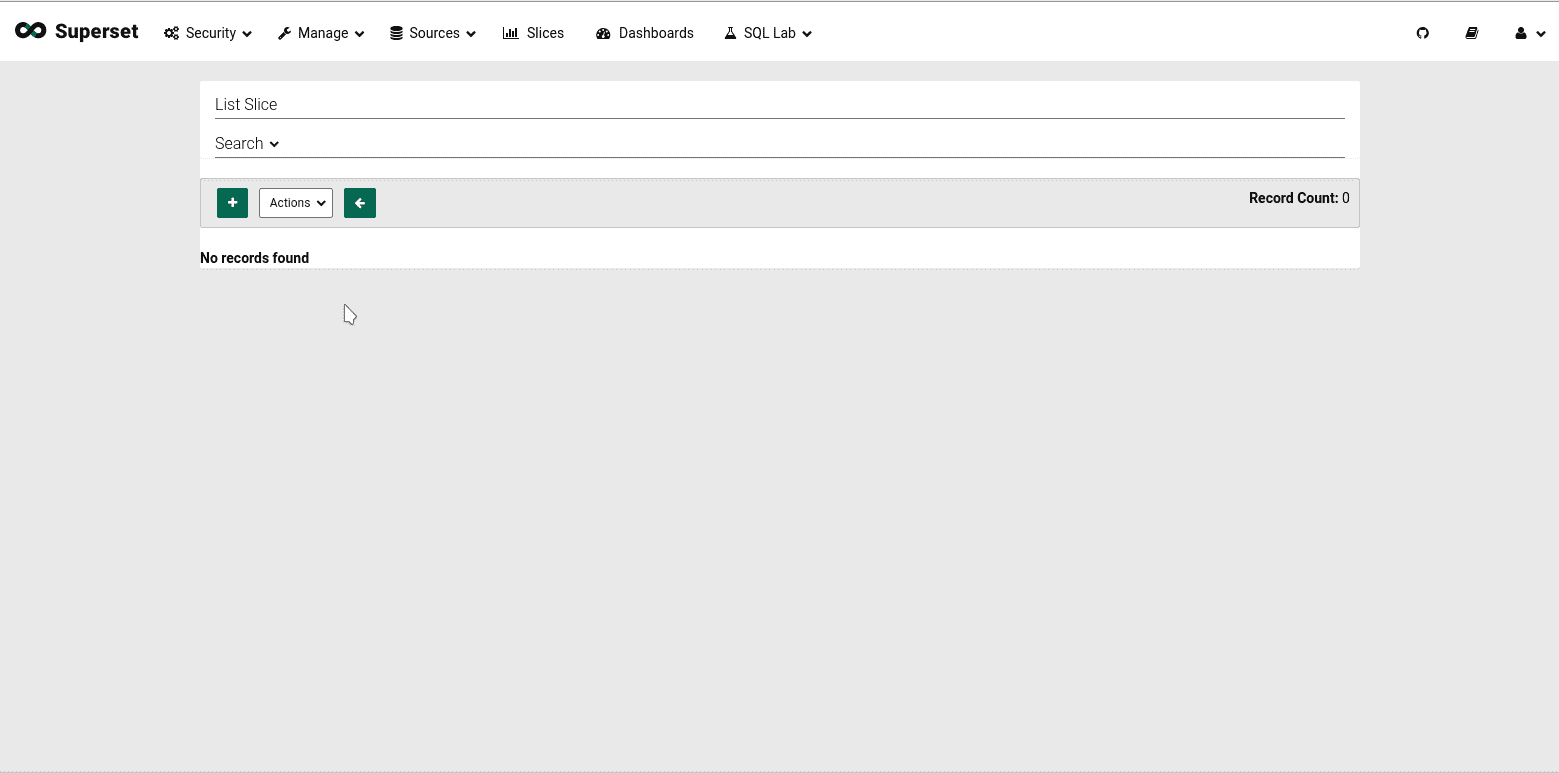 Superset Security Manage Sources Slices Dashboards SQL Lab
List Slice
Search
Actions Record Count: 0
No records found